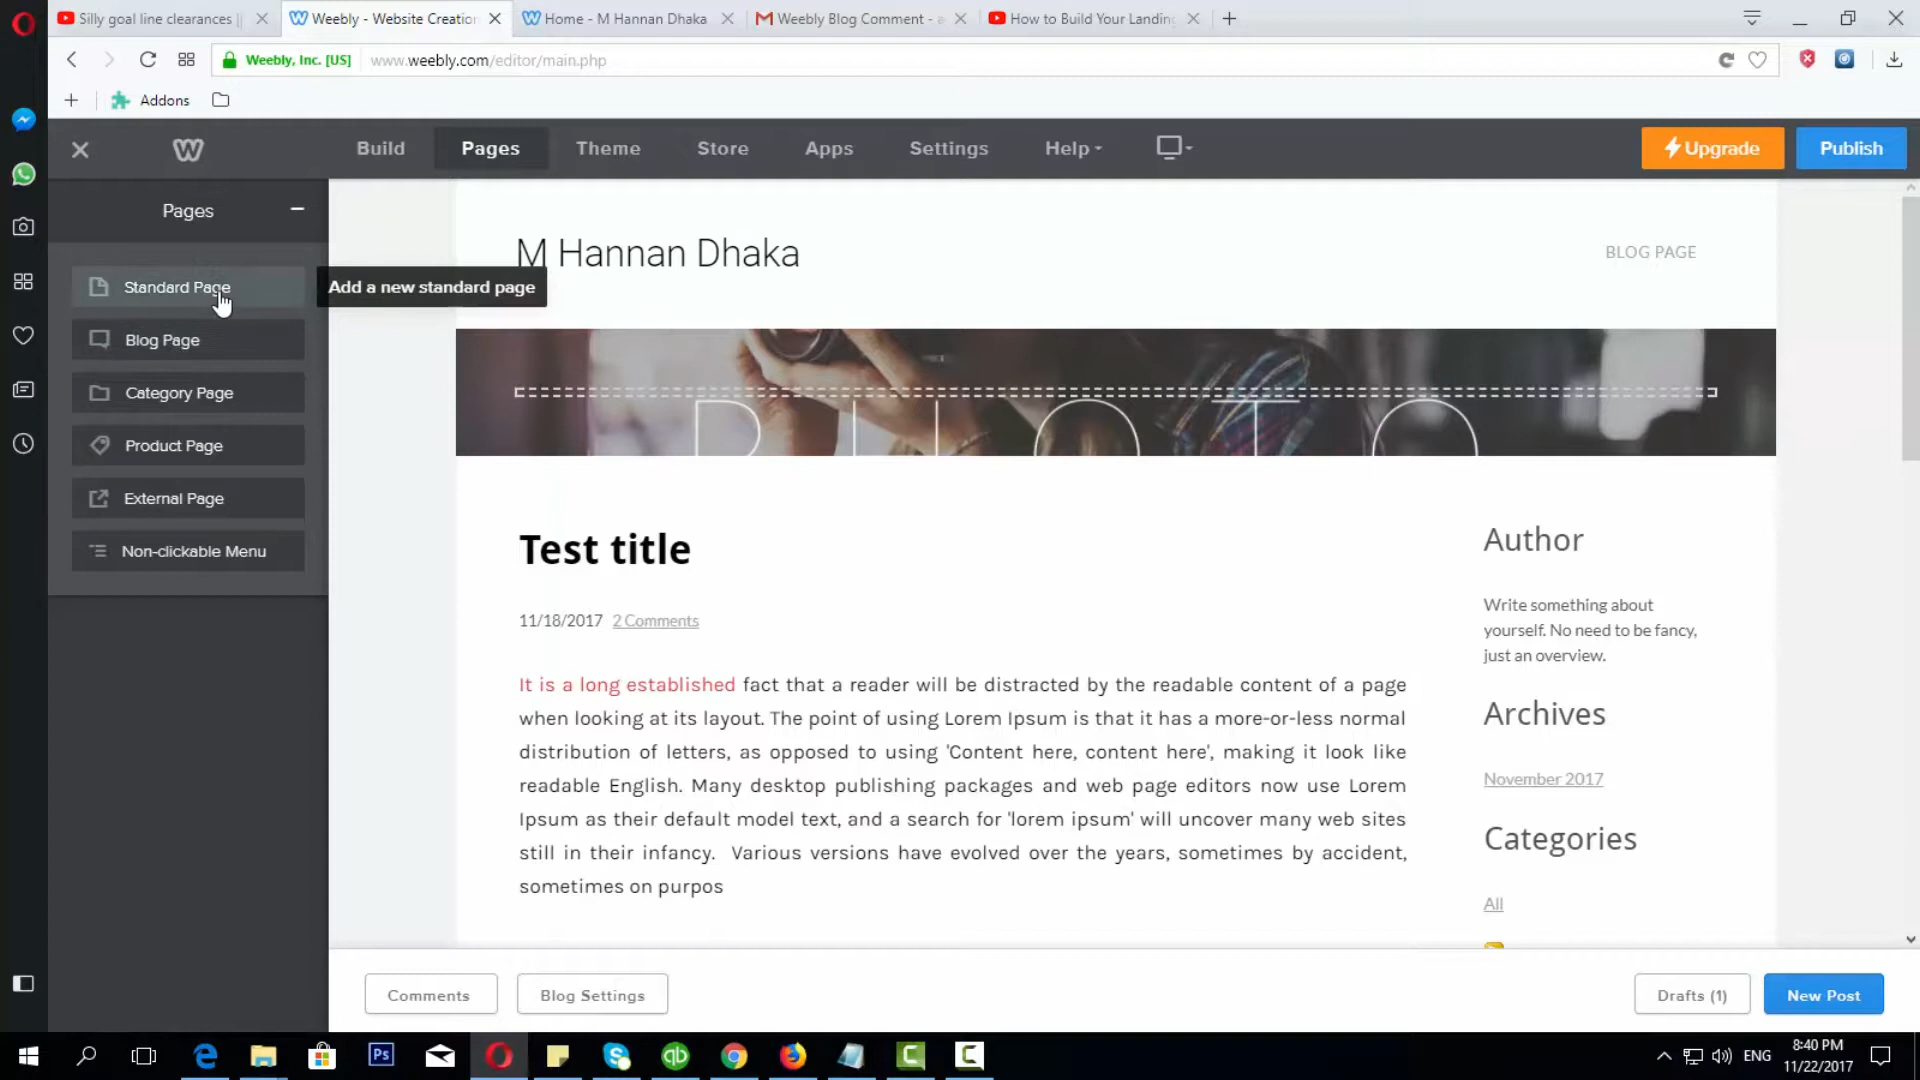 Silly goal line clearances ||
Weebly - Website Creation
Home - M Hannan Dhaka
Weebly Blog Comment -
How to Build Your Landing
Weebly, Inc. [US]
www.weebly.com/editor/main.php
Addons
Build
Pages
Theme
Store
Apps
Settings
Help
Upgrade
Publish
Pages
Standard Page
Add a new standard page
Blog Page
Category Page
Product Page
External Page
Non-clickable Menu
M Hannan Dhaka
BLOG PAGE
PHOTO
Test title
11/18/2017 2 Comments
It is a long established fact that a reader will be distracted by the readable content of a page
when looking at its layout. The point of using Lorem Ipsum is that it has a more-or-less normal
distribution of letters, as opposed to using 'Content here, content here', making it look like
readable English. Many desktop publishing packages and web page editors now use Lorem
Ipsum as their default model text, and a search for 'lorem ipsum' will uncover many web sites
still in their infancy. Various versions have evolved over the years, sometimes by accident,
sometimes on purpos
Author
Write something about
yourself. No need to be fancy,
just an overview.
Archives
November 2017
Categories
All
Comments
Blog Settings
Drafts (1)
New Post
Ps
qb
ENG
8:40 PM
11/22/2017